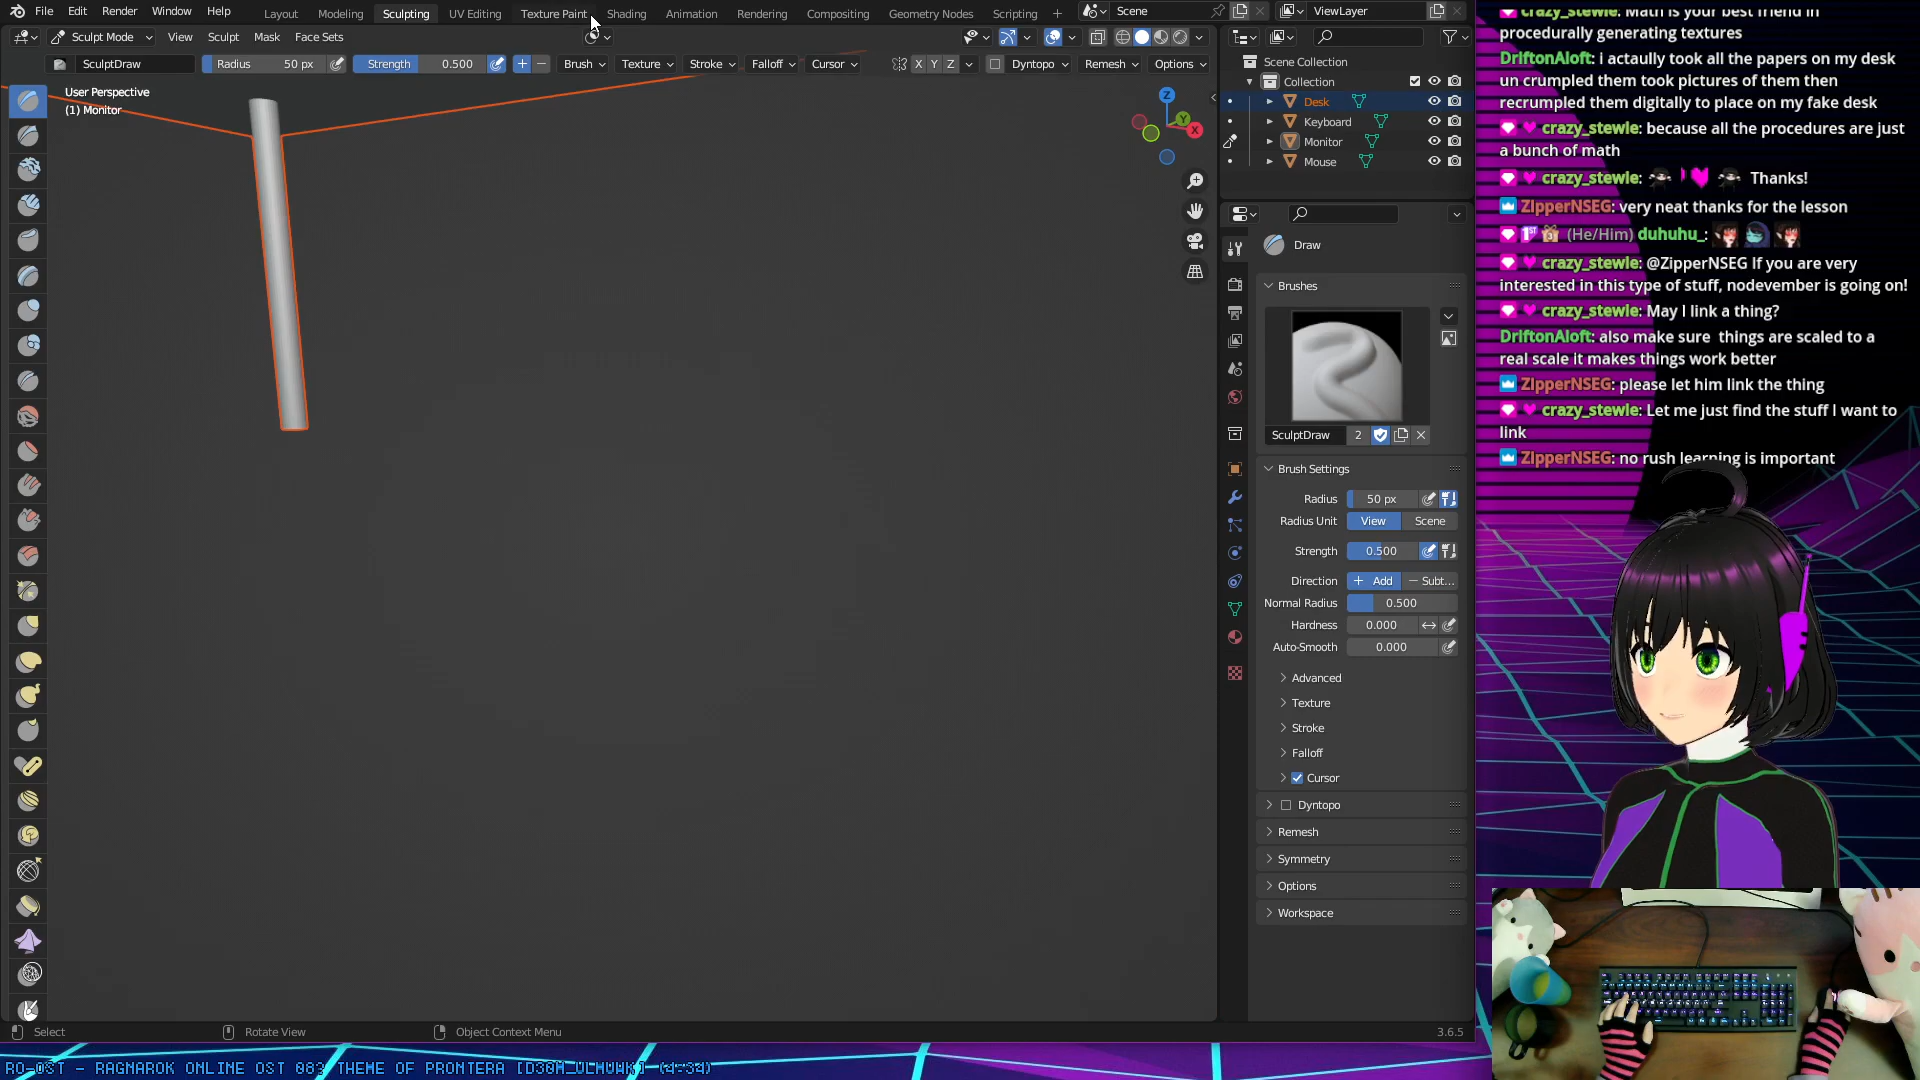 File Edit Render Window Help
Layout Modeling Sculpting UV Editing Texture Paint Shading Animation Rendering Compositing Geometry Nodes Scripting +
Scene
ViewLayer
Sculpt Mode View Sculpt Mask Face Sets
SculptDraw Radius 50 px Strength 0.500 Brush Texture Stroke Falloff Cursor X Y Z Dyntopo Remesh Options
User Perspective
(1) Monitor
Z
Y
X
Scene Collection
Collection
Desk
Keyboard
Monitor
Mouse
Draw
Brushes
SculptDraw 2
Brush Settings
Radius 50 px
Radius Unit View Scene
Strength 0.500
Direction + Add − Subt...
Normal Radius 0.500
Hardness 0.000
Auto-Smooth 0.000
Advanced
Texture
Stroke
Falloff
Cursor
Dyntopo
Remesh
Symmetry
Options
Workspace
Select Rotate View Object Context Menu 3.6.5
crazy_stewie: Math is your best friend in
procedurally generating textures
DriftonAloft: I actaully took all the papers on my desk
un crumpled them took pictures of them then
recrumpled them digitally to place on my fake desk
crazy_stewie: because all the procedures are just
a bunch of math
crazy_stewie: Thanks!
ZipperNSEG: very neat thanks for the lesson
(He/Him) duhuhu_:
crazy_stewie: @ZipperNSEG If you are very
interested in this type of stuff, nodevember is going on!
crazy_stewie: May I link a thing?
DriftonAloft: also make sure things are scaled to a
real scale it makes things work better
ZipperNSEG: please let him link the thing
crazy_stewie: Let me just find the stuff I want to
link
ZipperNSEG: no rush learning is important
RO-OST - RAGNAROK ONLINE OST 083 THEME OF PRONTERA